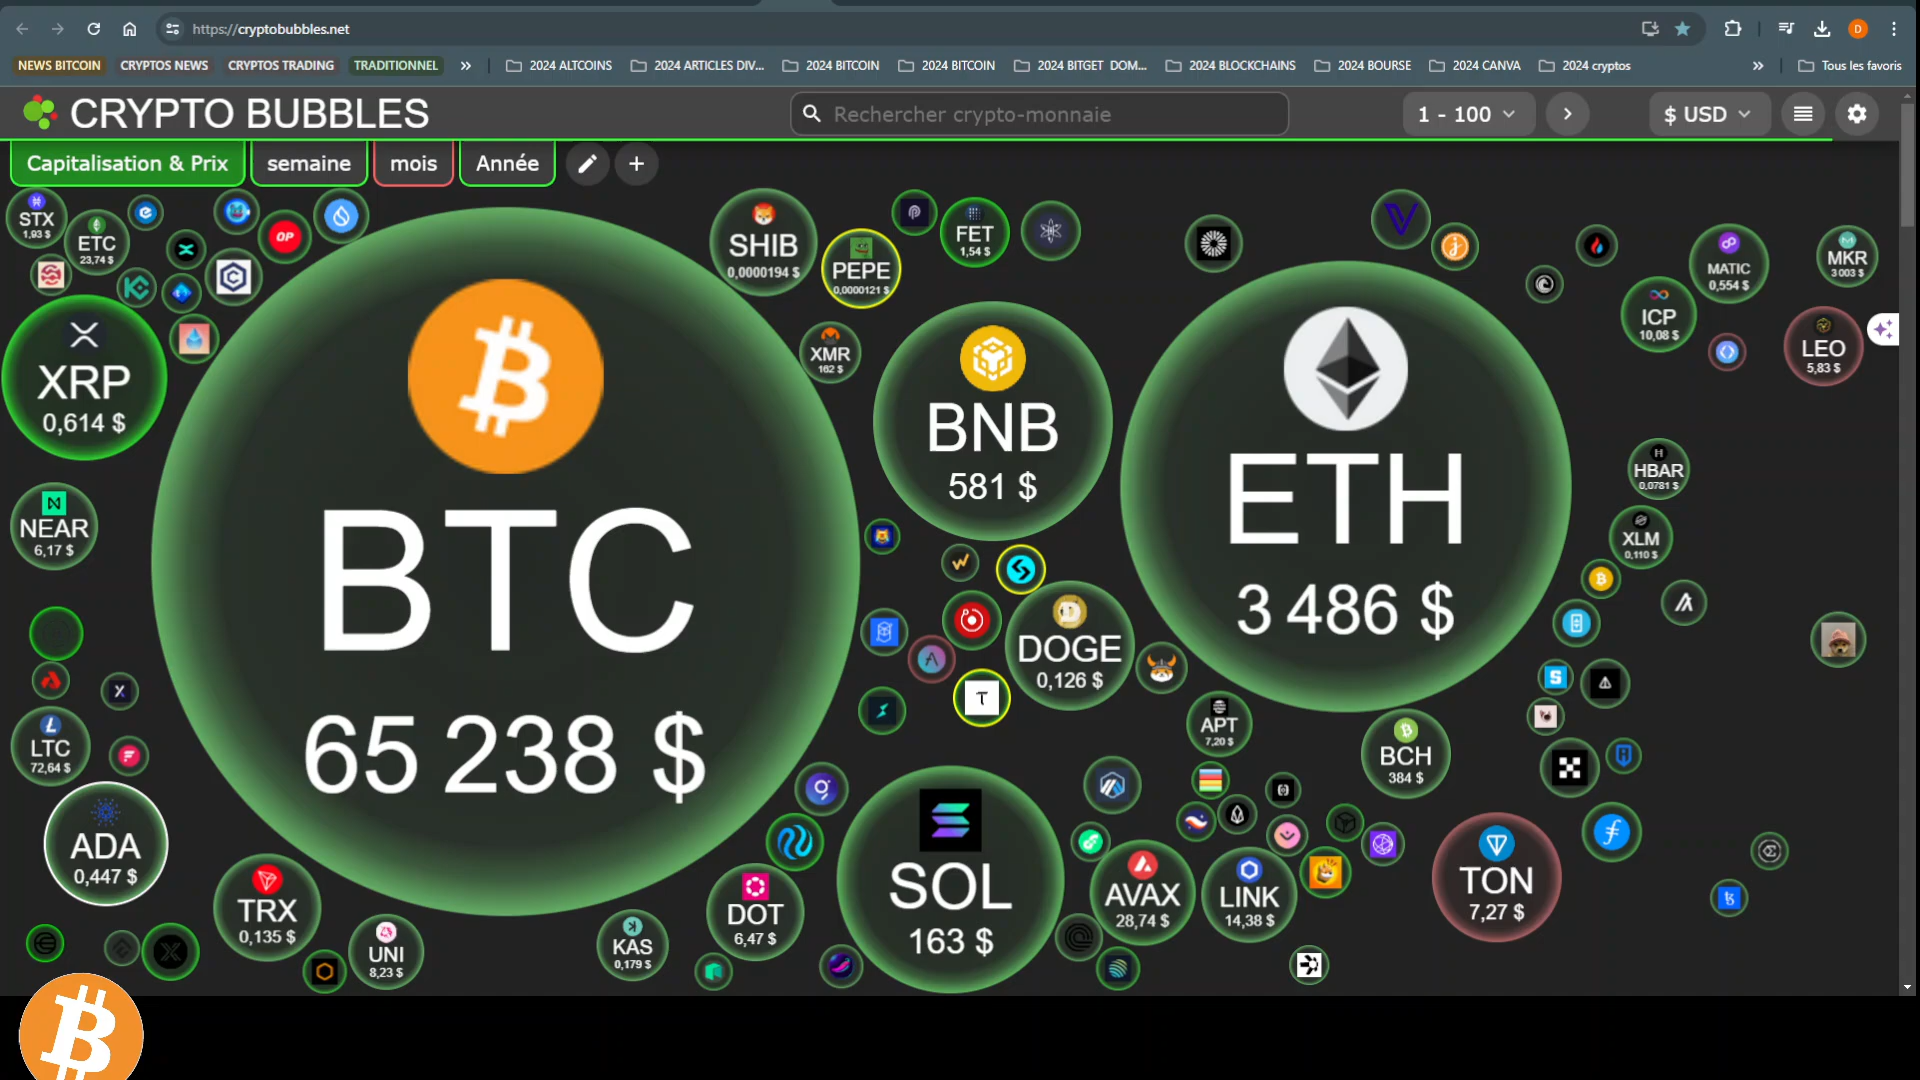 https://cryptobubbles.net
D
NEWS BITCOIN CRYPTOS NEWS CRYPTOS TRADING TRADITIONNEL » 2024 ALTCOINS 2024 ARTICLES DIV... 2024 BITCOIN 2024 BITCOIN 2024 BITGET DOM... 2024 BLOCKCHAINS 2024 BOURSE 2024 CANVA 2024 cryptos » Tous les favoris
CRYPTO BUBBLES
Rechercher crypto-monnaie
1 - 100
$ USD
Capitalisation & Prix semaine mois Année
STX
1,93 $
ETC
23,74 $
OP
SHIB
0,0000194 $
PEPE
0,0000121 $
FET
1,54 $
MATIC
0,554 $
MKR
3 003 $
ICP
10,08 $
LEO
5,83 $
XRP
0,614 $
XMR
162 $
BNB
581 $
ETH
3 486 $
BTC
65 238 $
HBAR
0,0781 $
XLM
0,110 $
NEAR
6,17 $
DOGE
0,126 $
LTC
72,64 $
APT
7,20 $
BCH
384 $
ADA
0,447 $
TRX
0,135 $
UNI
8,23 $
KAS
0,179 $
DOT
6,47 $
SOL
163 $
AVAX
28,74 $
LINK
14,38 $
TON
7,27 $